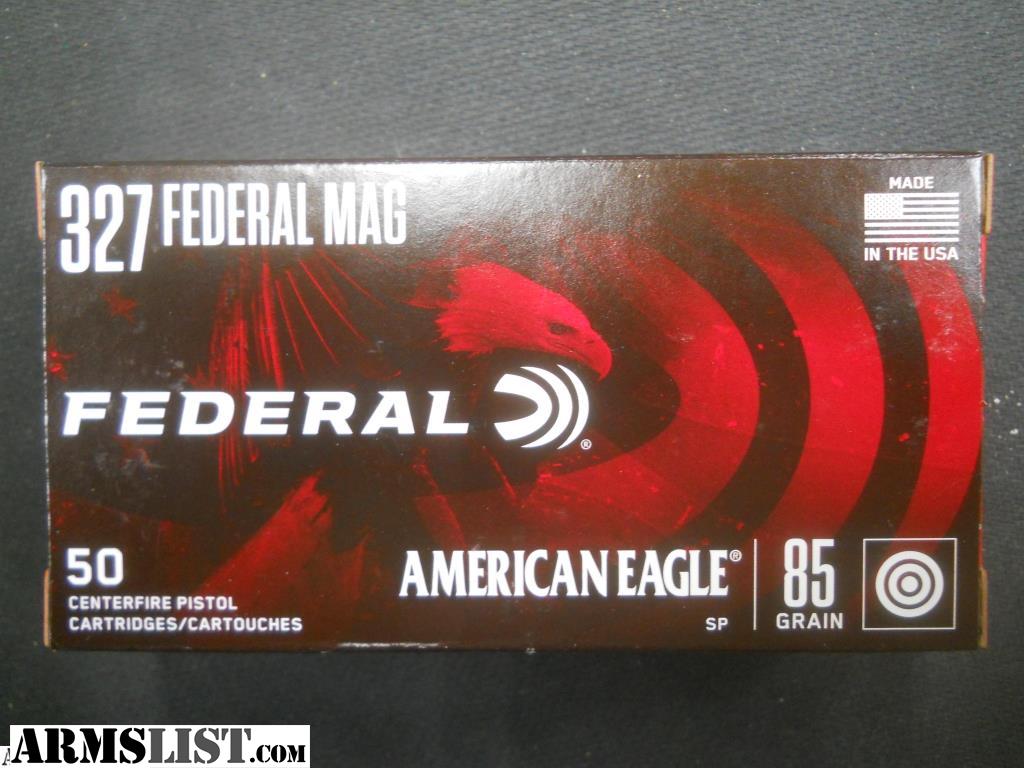 327 FEDERAL MAG
MADE
IN THE USA
FEDERAL®
50
CENTERFIRE PISTOL
CARTRIDGES/CARTOUCHES
AMERICAN EAGLE®
SP
85
GRAIN
ARMSLIST.COM